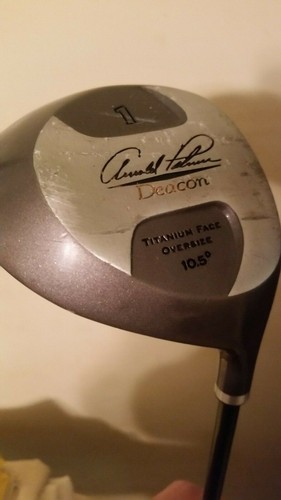 1
Arnold Palmer
Deacon
TITANIUM FACE
OVERSIZE
10.5°